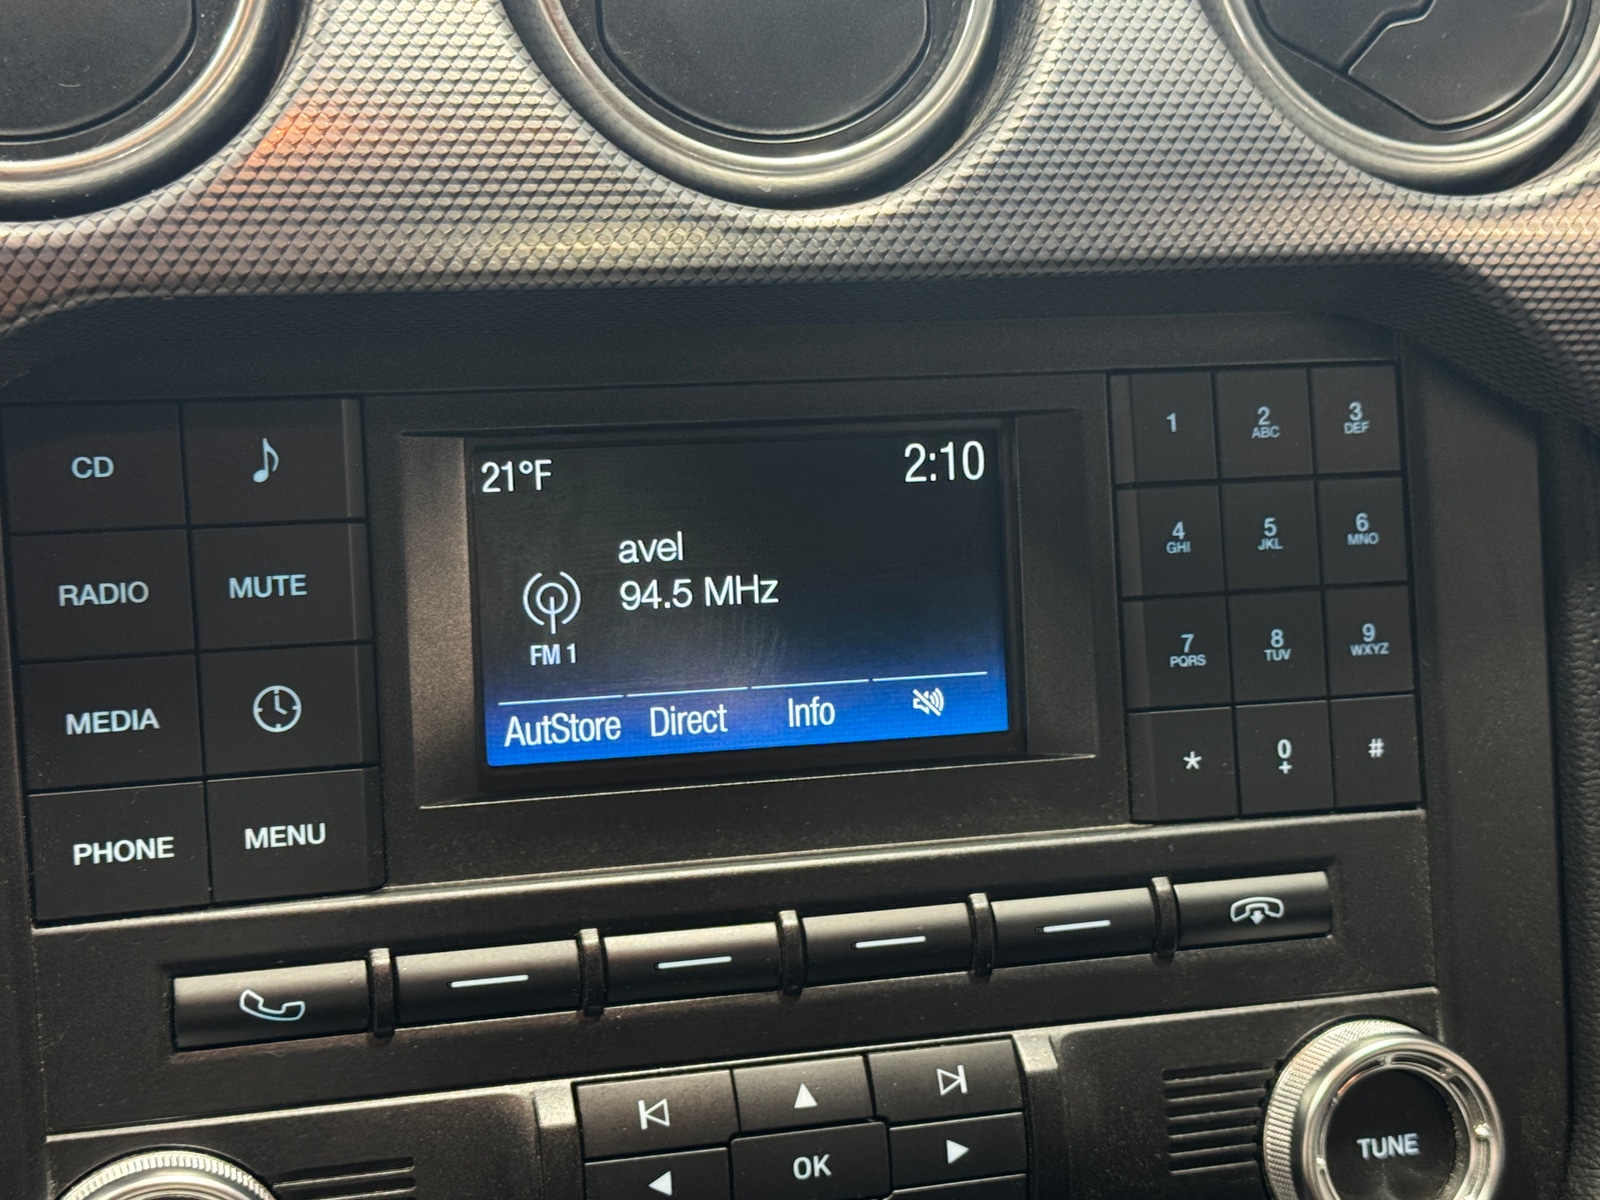 21°F
2:10
avel
94.5 MHz
FM 1
AutStore Direct Info
CD
RADIO MUTE
MEDIA
PHONE MENU
1 2 ABC 3 DEF
4 GHI 5 JKL 6 MNO
7 PQRS 8 TUV 9 WXYZ
* 0 + #
OK
TUNE